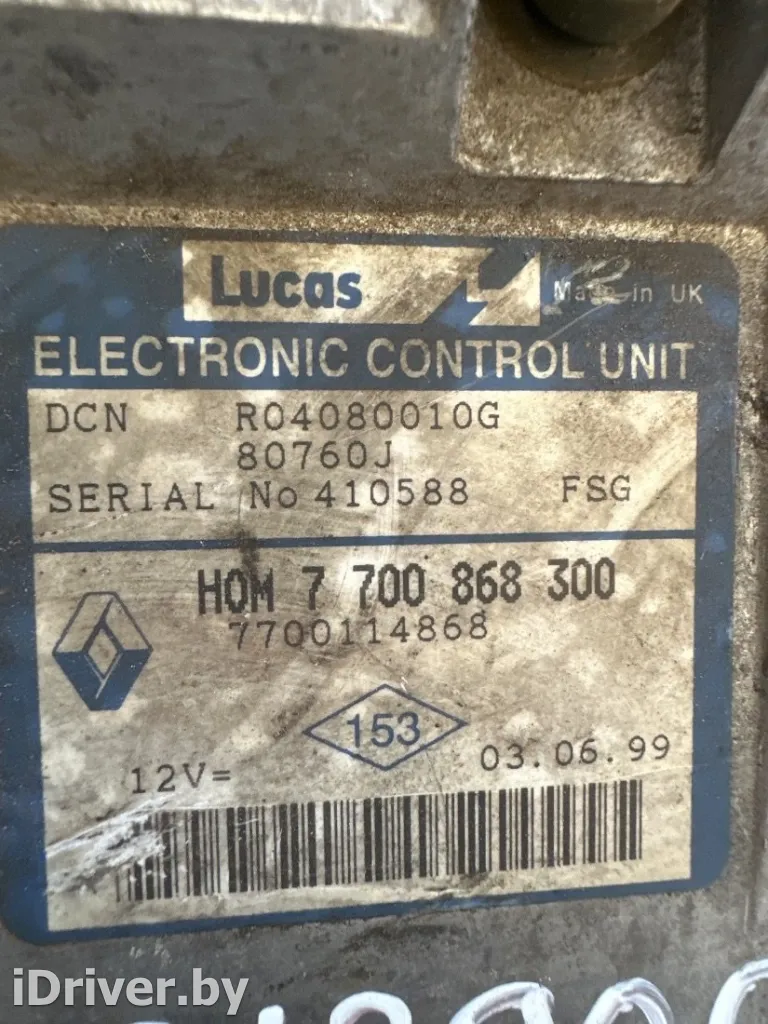 Lucas
Made in UK
ELECTRONIC CONTROL UNIT
DCN R04080010G
80760J
SERIAL No 410588 FSG
HOM 7 700 868 300
7700114868
153
12V= 03.06.99
iDriver.by